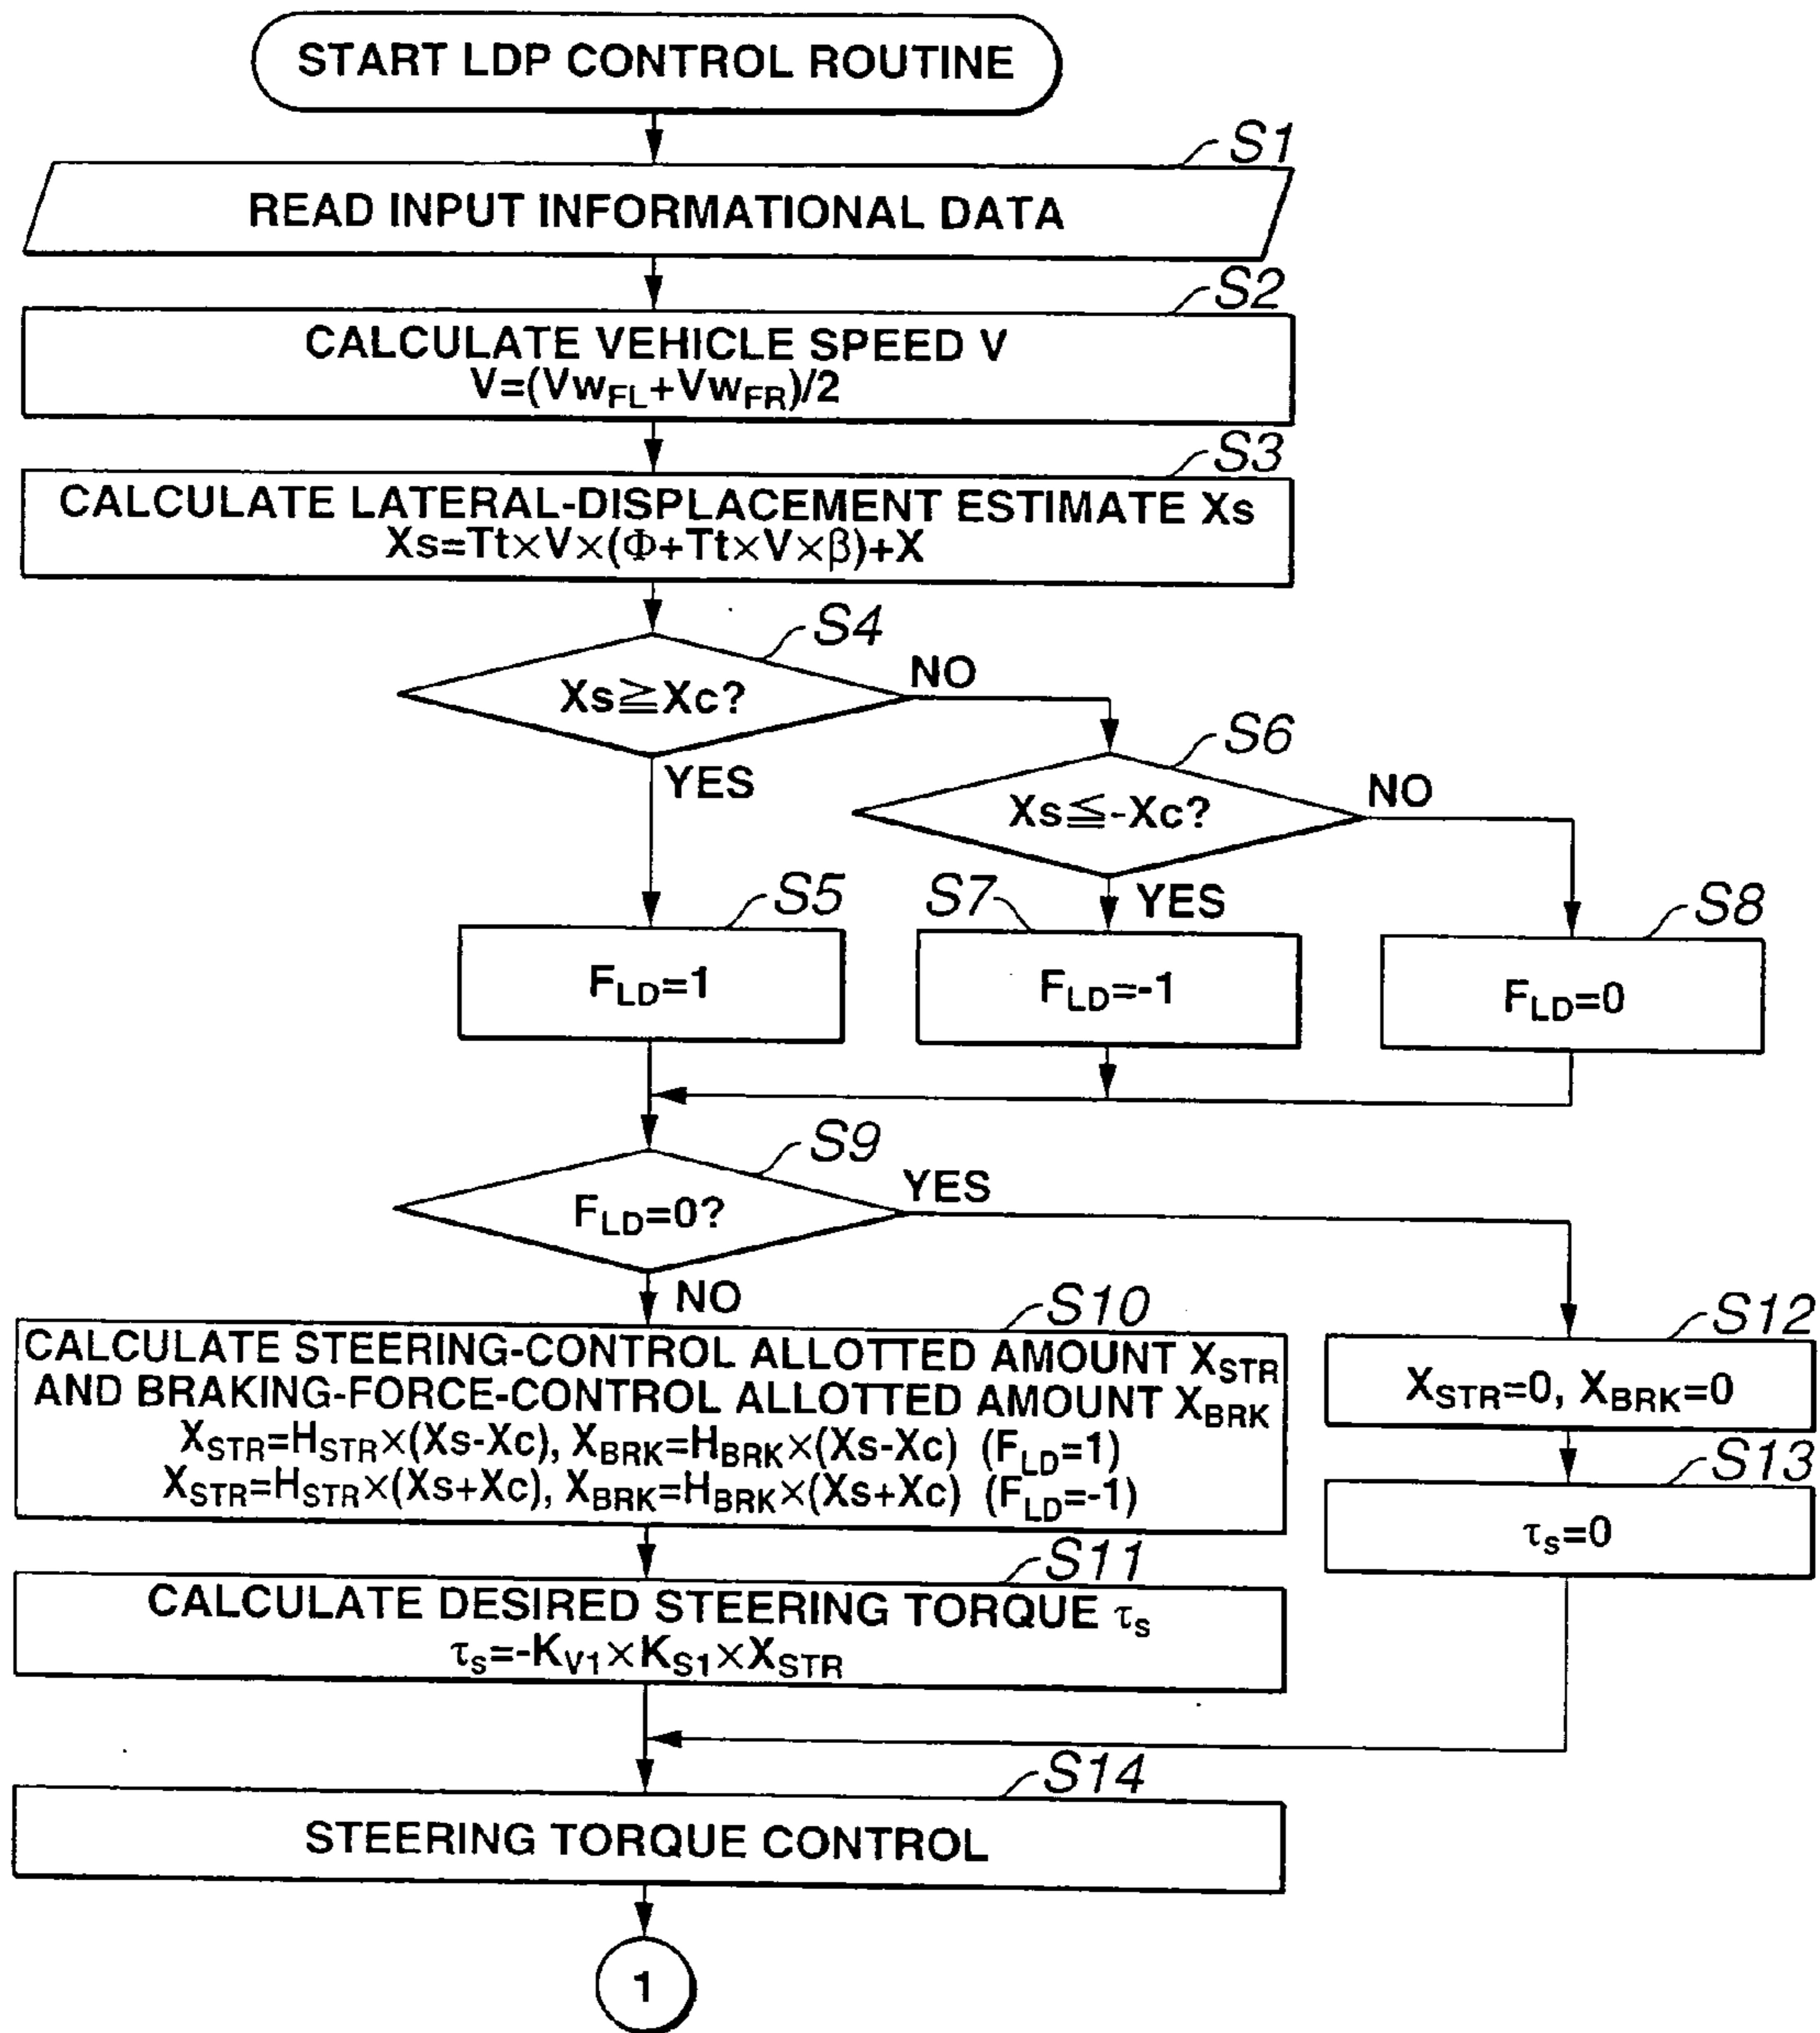 START LDP CONTROL ROUTINE
S1
READ INPUT INFORMATIONAL DATA
S2
CALCULATE VEHICLE SPEED V
V=(VwFL+VwFR)/2
S3
CALCULATE LATERAL-DISPLACEMENT ESTIMATE Xs
Xs=Tt×V×(Φ+Tt×V×β)+X
S4
Xs≧Xc?
NO
YES
S6
Xs≦-Xc?
NO
YES
S5
FLD=1
S7
FLD=-1
S8
FLD=0
S9
FLD=0?
YES
NO
S10
CALCULATE STEERING-CONTROL ALLOTTED AMOUNT XSTR
AND BRAKING-FORCE-CONTROL ALLOTTED AMOUNT XBRK
XSTR=HSTR×(Xs-Xc), XBRK=HBRK×(Xs-Xc) (FLD=1)
XSTR=HSTR×(Xs+Xc), XBRK=HBRK×(Xs+Xc) (FLD=-1)
S12
XSTR=0, XBRK=0
S13
τs=0
S11
CALCULATE DESIRED STEERING TORQUE τs
τs=-KV1×KS1×XSTR
S14
STEERING TORQUE CONTROL
1